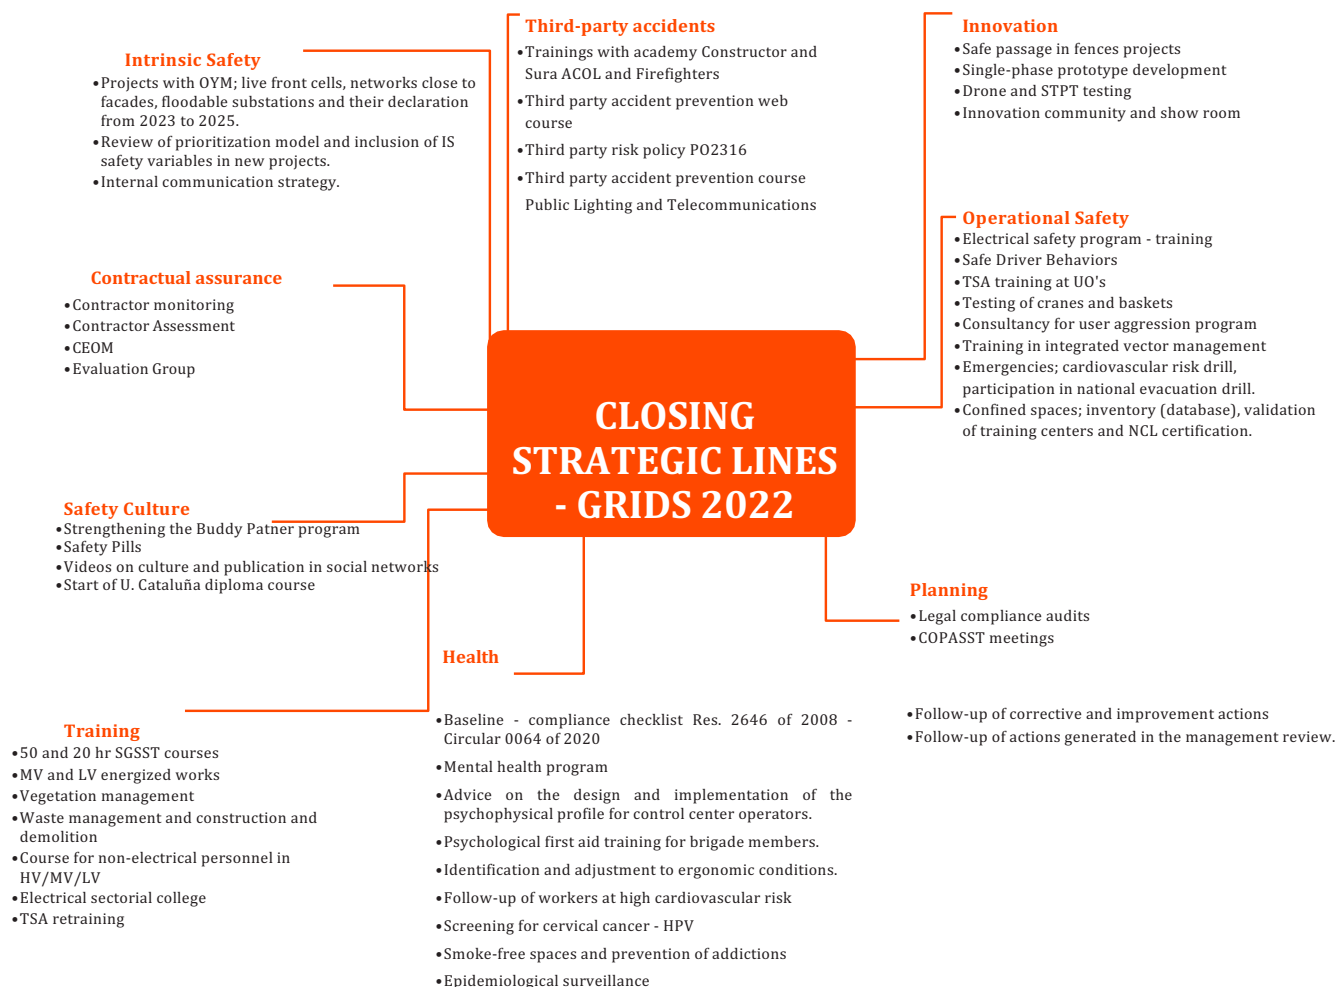 Intrinsic Safety
•Projects with OYM; live front cells, networks close to
facades, floodable substations and their declaration
from 2023 to 2025.
•Review of prioritization model and inclusion of IS
safety variables in new projects.
•Internal communication strategy.
Third-party accidents
•Trainings with academy Constructor and
Sura ACOL and Firefighters
•Third party accident prevention web
course
•Third party risk policy PO2316
•Third party accident prevention course
Public Lighting and Telecommunications
Innovation
•Safe passage in fences projects
•Single-phase prototype development
•Drone and STPT testing
•Innovation community and show room
Operational Safety
•Electrical safety program - training
•Safe Driver Behaviors
•TSA training at UO's
•Testing of cranes and baskets
•Consultancy for user aggression program
•Training in integrated vector management
•Emergencies; cardiovascular risk drill,
participation in national evacuation drill.
•Confined spaces; inventory (database), validation
of training centers and NCL certification.
Contractual assurance
•Contractor monitoring
•Contractor Assessment
•CEOM
•Evaluation Group
CLOSING
STRATEGIC LINES
- GRIDS 2022
Safety Culture
•Strengthening the Buddy Patner program
•Safety Pills
•Videos on culture and publication in social networks
•Start of U. Cataluña diploma course
Planning
•Legal compliance audits
•COPASST meetings
•Follow-up of corrective and improvement actions
•Follow-up of actions generated in the management review.
Health
•Baseline - compliance checklist Res. 2646 of 2008 -
Circular 0064 of 2020
•Mental health program
•Advice on the design and implementation of the
psychophysical profile for control center operators.
•Psychological first aid training for brigade members.
•Identification and adjustment to ergonomic conditions.
•Follow-up of workers at high cardiovascular risk
•Screening for cervical cancer - HPV
•Smoke-free spaces and prevention of addictions
•Epidemiological surveillance
Training
•50 and 20 hr SGSST courses
•MV and LV energized works
•Vegetation management
•Waste management and construction and
demolition
•Course for non-electrical personnel in
HV/MV/LV
•Electrical sectorial college
•TSA retraining